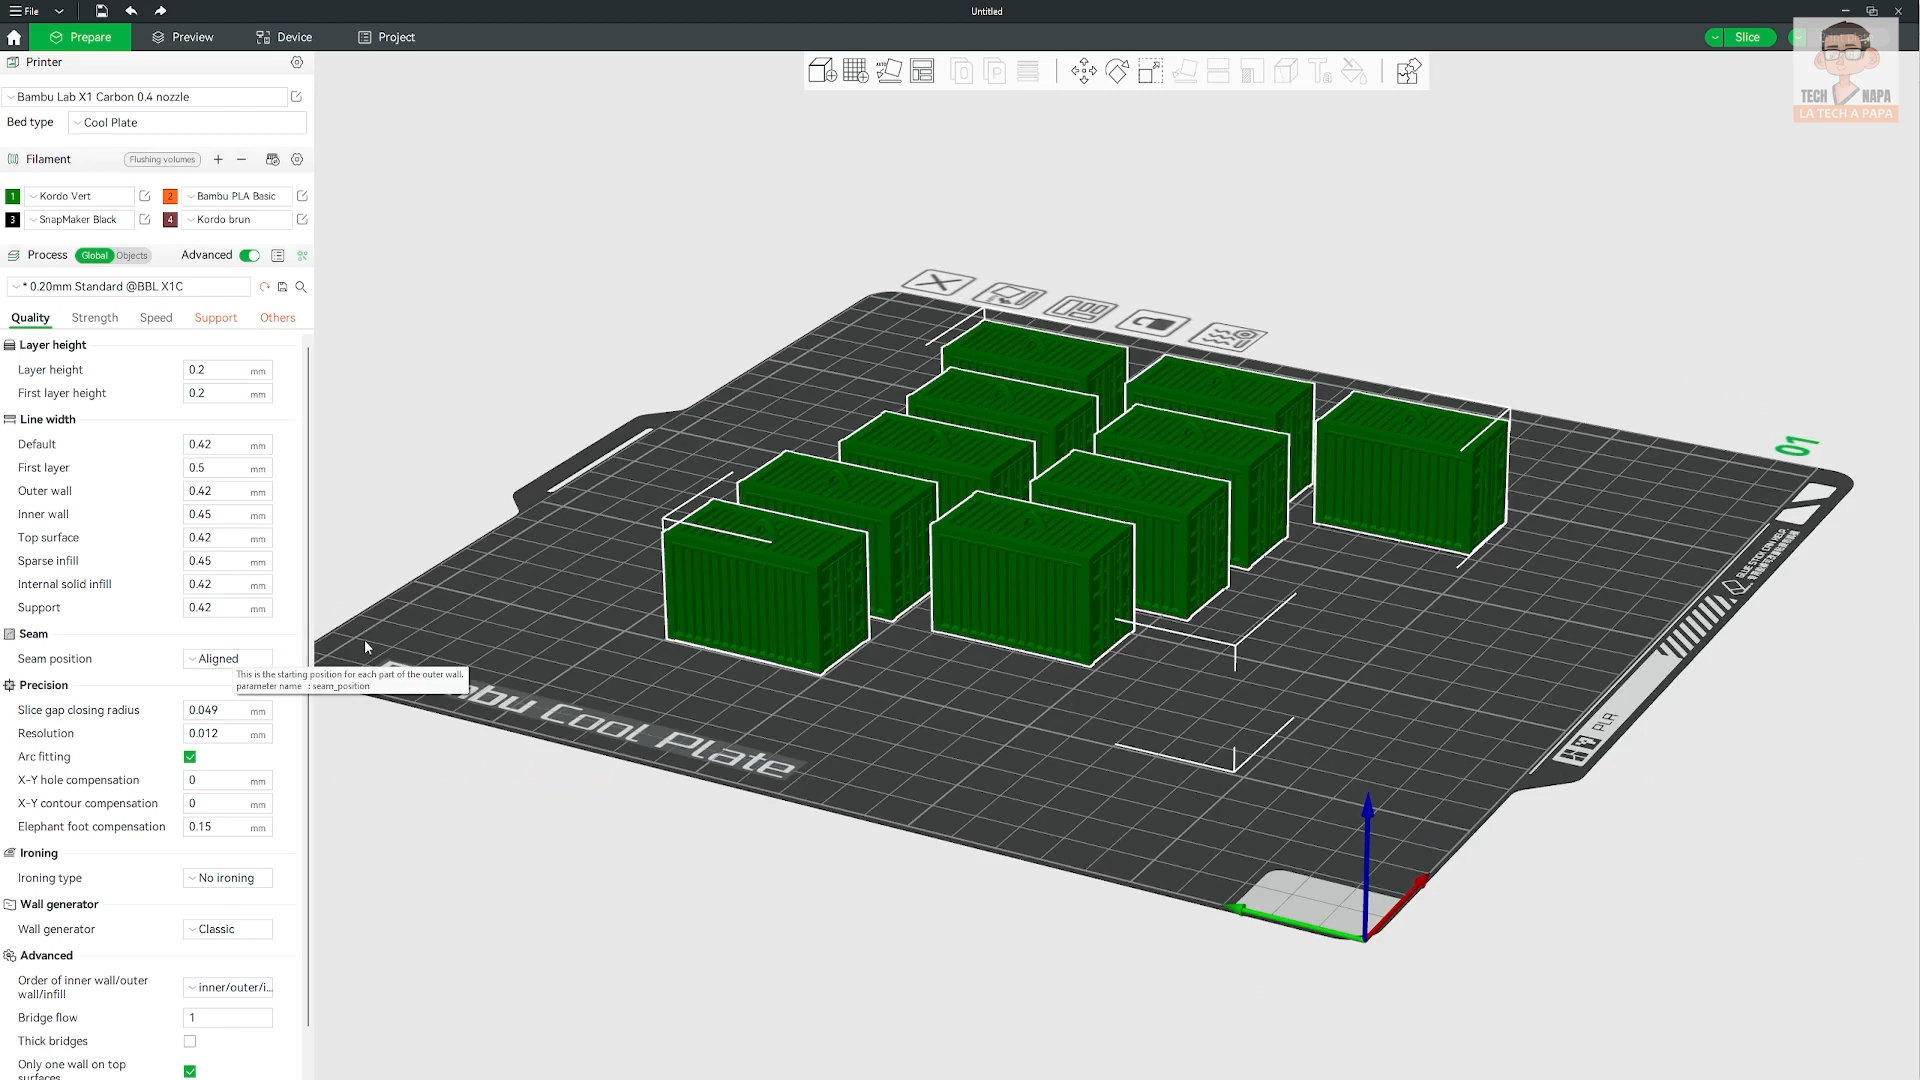 File
Untitled
Prepare
Preview
Device
Project
Slice
TECH NAPA
LA TECH A PAPA
Printer
Bambu Lab X1 Carbon 0.4 nozzle
Bed type
Cool Plate
Filament
Flushing volumes
1 Kordo Vert
2 Bambu PLA Basic
3 SnapMaker Black
4 Kordo brun
Process Global Objects Advanced
* 0.20mm Standard @BBL X1C
Quality Strength Speed Support Others
Layer height
Layer height 0.2 mm
First layer height 0.2 mm
Line width
Default 0.42 mm
First layer 0.5 mm
Outer wall 0.42 mm
Inner wall 0.45 mm
Top surface 0.42 mm
Sparse infill 0.45 mm
Internal solid infill 0.42 mm
Support 0.42 mm
Seam
Seam position Aligned
This is the starting position for each part of the outer wall.
parameter name : seam_position
Precision
Slice gap closing radius 0.049 mm
Resolution 0.012 mm
Arc fitting
X-Y hole compensation 0 mm
X-Y contour compensation 0 mm
Elephant foot compensation 0.15 mm
Ironing
Ironing type No ironing
Wall generator
Wall generator Classic
Advanced
Order of inner wall/outer
wall/infill
inner/outer/i...
Bridge flow 1
Thick bridges
Only one wall on top
surfaces
01
PLA
Cool Plate